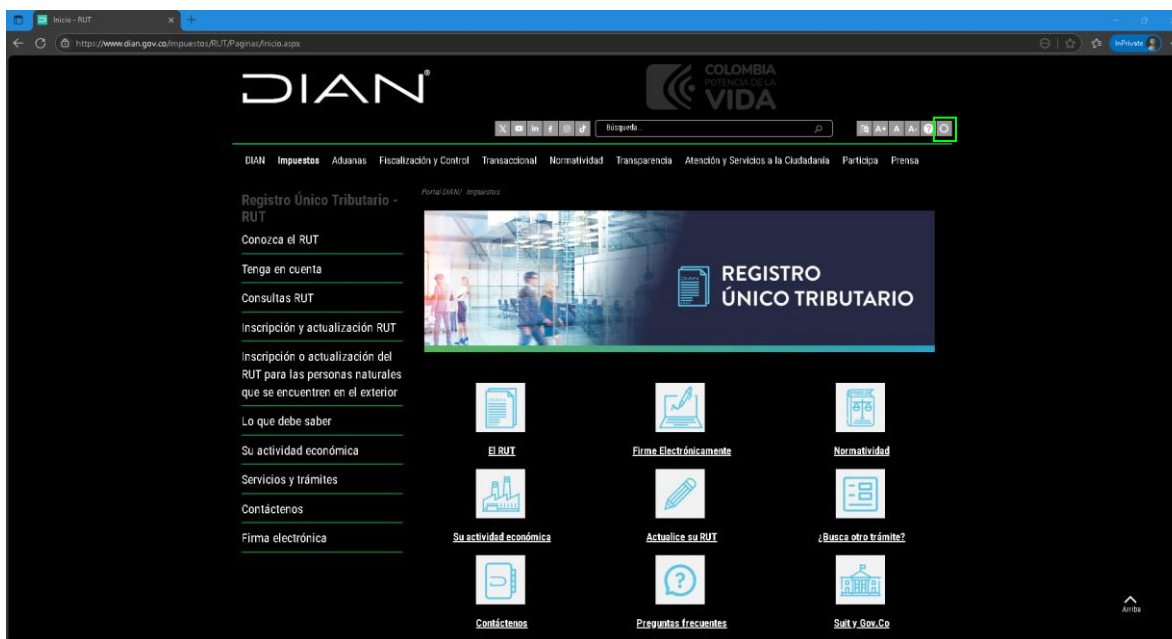 Inicio - RUT
https://www.dian.gov.co/impuestos/RUT/Paginas/Inicio.aspx
InPrivate
DIAN®
COLOMBIA
POTENCIA DE LA
VIDA
Búsqueda...
A+ A A- ?
DIAN Impuestos Aduanas Fiscalización y Control Transaccional Normatividad Transparencia Atención y Servicios a la Ciudadanía Participa Prensa
Portal DIAN/ Impuestos
Registro Único Tributario -
RUT
Conozca el RUT
Tenga en cuenta
Consultas RUT
Inscripción y actualización RUT
Inscripción o actualización del
RUT para las personas naturales
que se encuentren en el exterior
Lo que debe saber
Su actividad económica
Servicios y trámites
Contáctenos
Firma electrónica
DIAN
REGISTRO
ÚNICO TRIBUTARIO
DIAN
El RUT
Firme Electrónicamente
Normatividad
Su actividad económica
Actualice su RUT
¿Busca otro trámite?
Contáctenos
Preguntas frecuentes
Suit y Gov.Co
Arriba